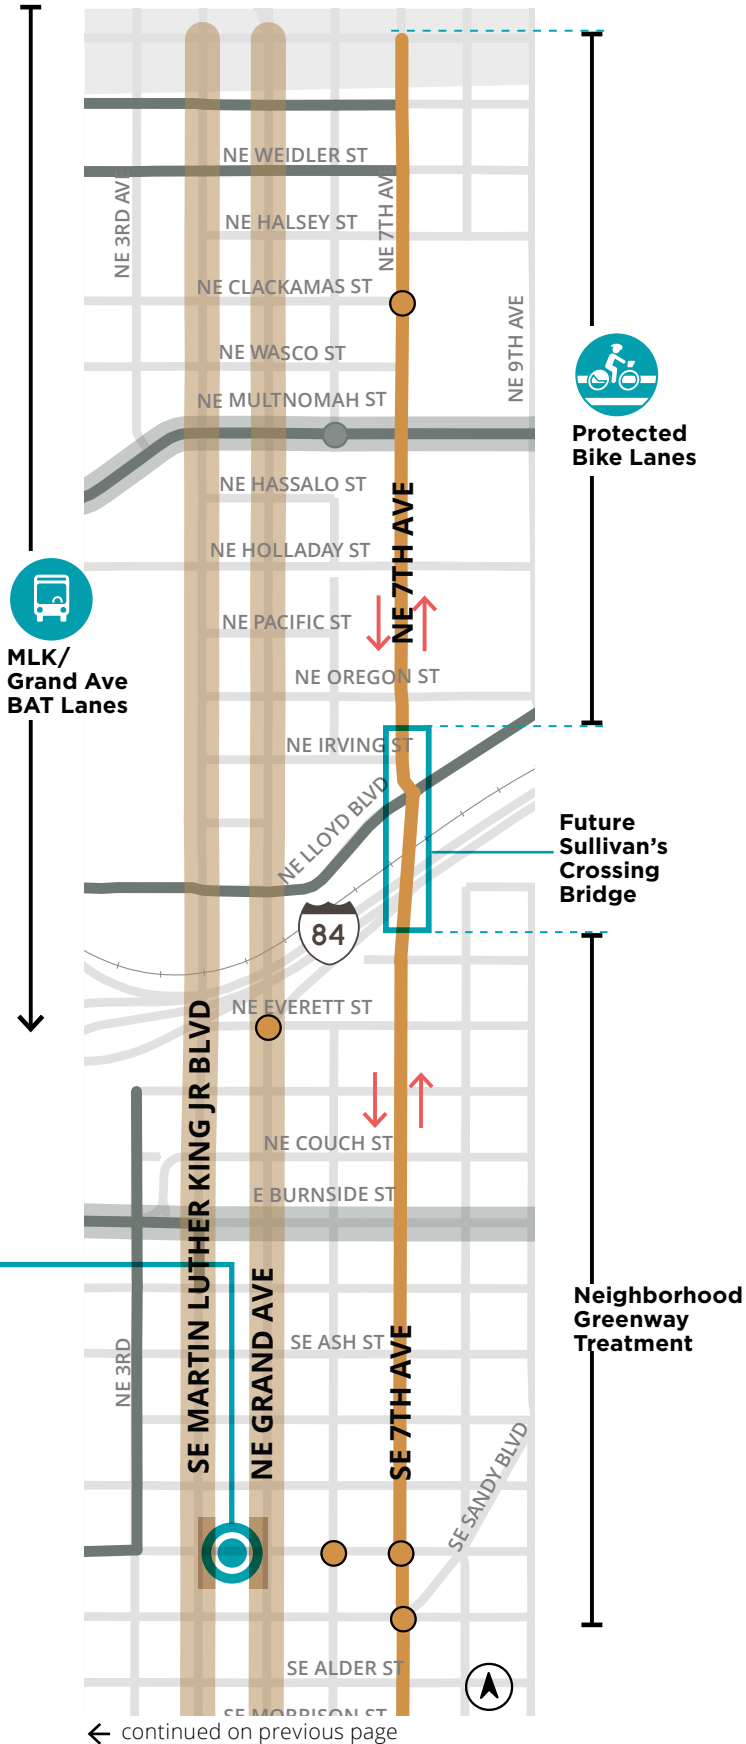 NE WEIDLER ST
NE 3RD AVE
NE 7TH AVE
NE HALSEY ST
NE CLACKAMAS ST
NE 9TH AVE
NE WASCO ST
NE MULTNOMAH ST
Protected
Bike Lanes
NE HASSALO ST
NE 7TH AVE
NE HOLLADAY ST
NE PACIFIC ST
MLK/
Grand Ave
BAT Lanes
NE OREGON ST
NE IRVING ST
NE LLOYD BLVD
Future
Sullivan's
Crossing
Bridge
84
NE EVERETT ST
SE MARTIN LUTHER KING JR BLVD
NE COUCH ST
E BURNSIDE ST
NE GRAND AVE
Neighborhood
Greenway
Treatment
NE 3RD
SE ASH ST
SE 7TH AVE
SE SANDY BLVD
SE ALDER ST
SE MORRISON ST
continued on previous page